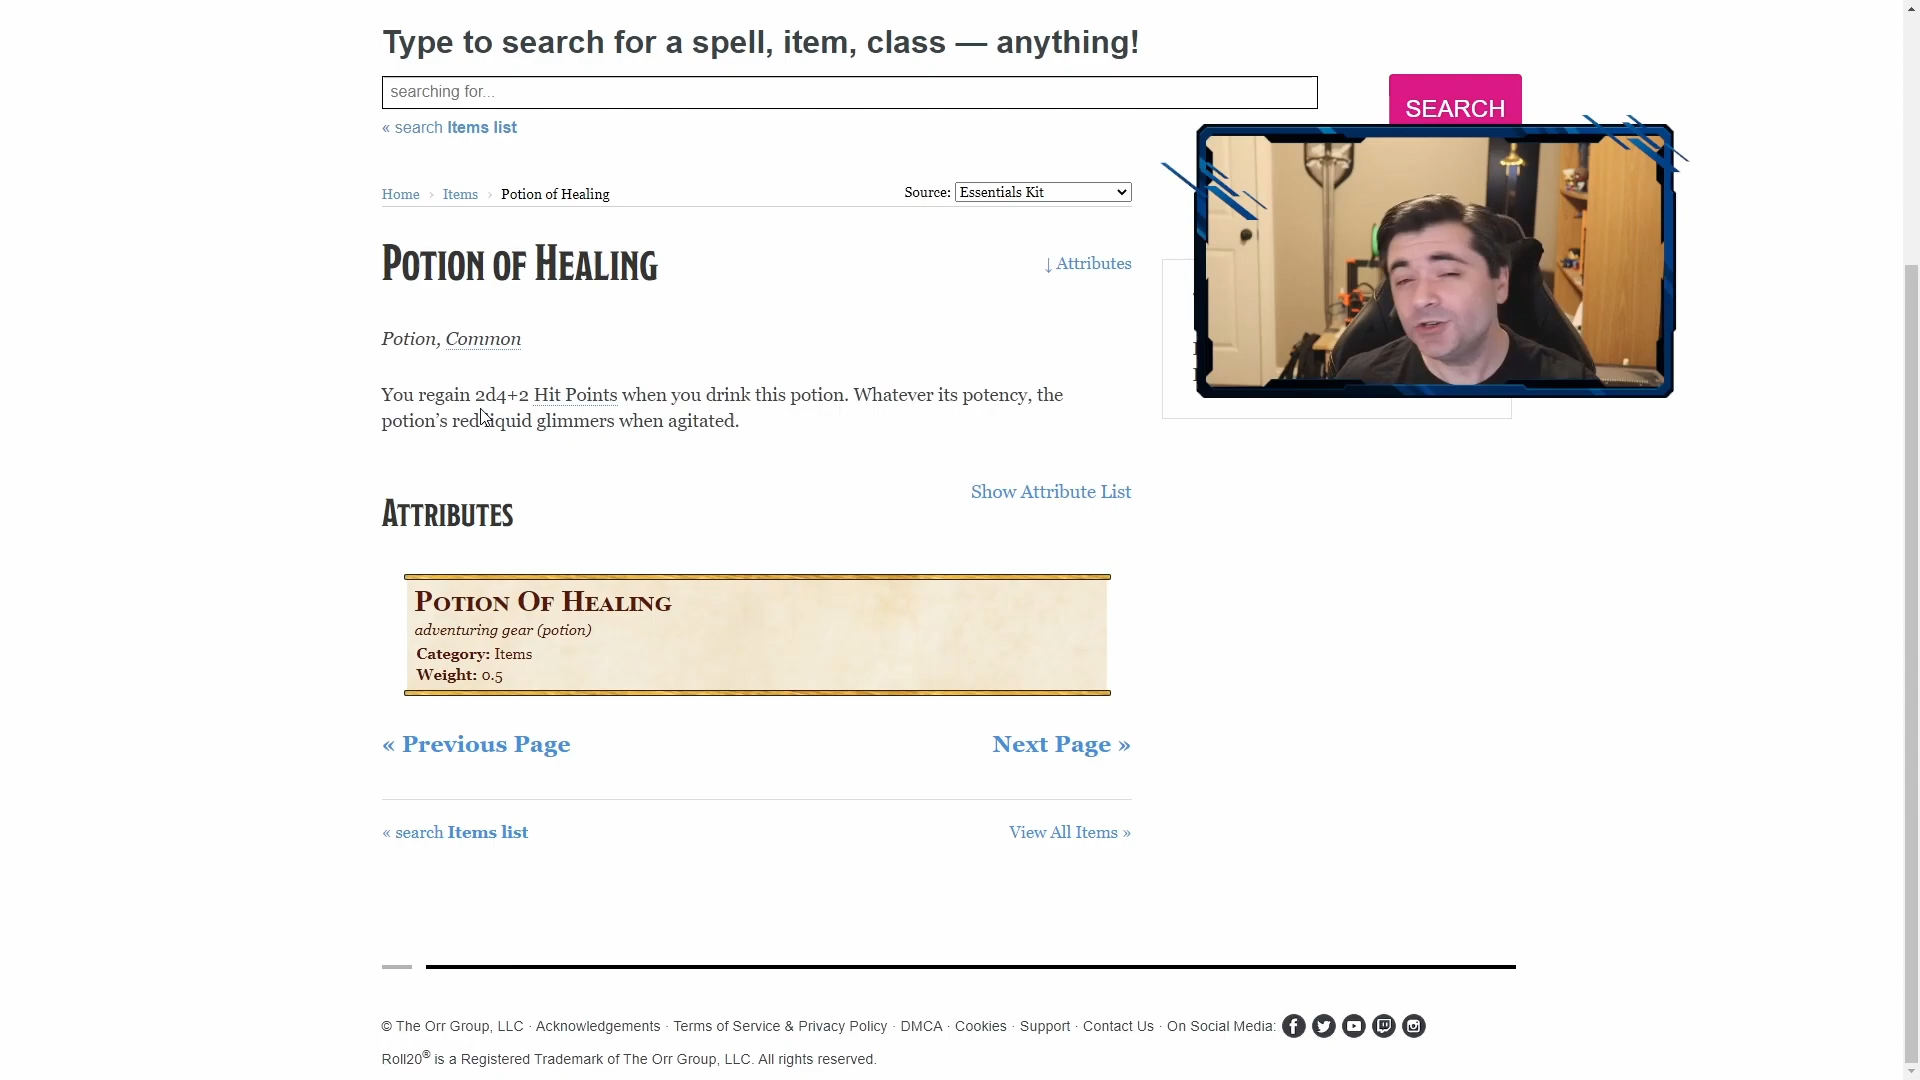 Type to search for a spell, item, class — anything!
searching for...
SEARCH
« search Items list
Home › Items › Potion of Healing
Source: Essentials Kit
Potion of Healing
↓ Attributes
Potion, Common
You regain 2d4+2 Hit Points when you drink this potion. Whatever its potency, the
potion’s red liquid glimmers when agitated.
Show Attribute List
Attributes
Potion Of Healing
adventuring gear (potion)
Category: Items
Weight: 0.5
« Previous Page
Next Page »
« search Items list
View All Items »
© The Orr Group, LLC · Acknowledgements · Terms of Service & Privacy Policy · DMCA · Cookies · Support · Contact Us · On Social Media:
Roll20® is a Registered Trademark of The Orr Group, LLC. All rights reserved.